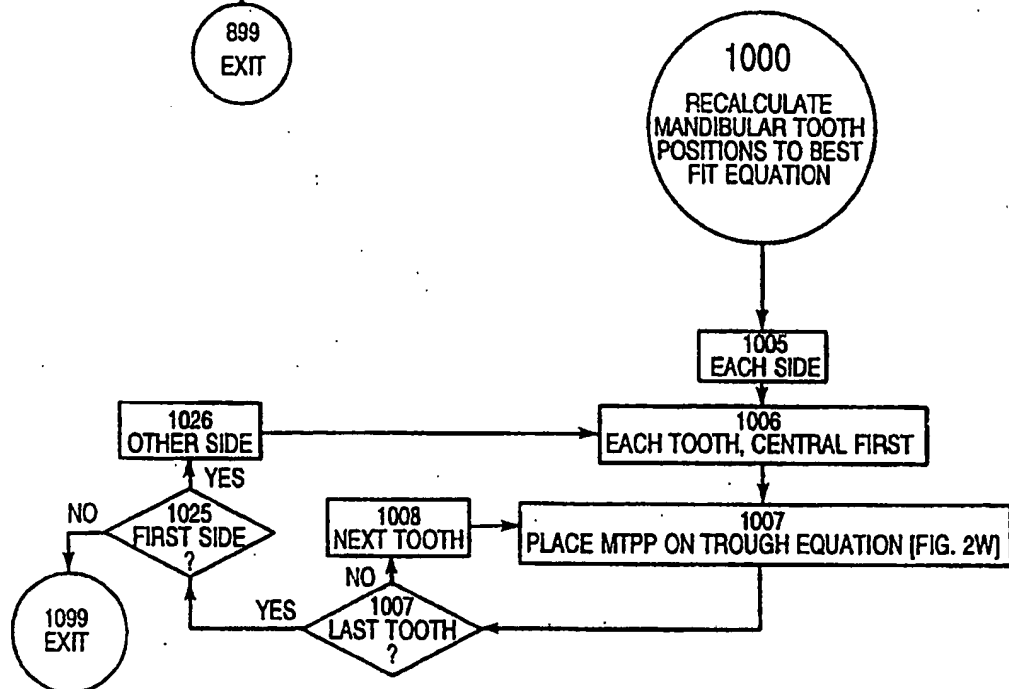 899
EXIT
1000
RECALCULATE
MANDIBULAR TOOTH
POSITIONS TO BEST
FIT EQUATION
1005
EACH SIDE
1006
EACH TOOTH, CENTRAL FIRST
1007
PLACE MTPP ON TROUGH EQUATION [FIG. 2W]
1008
NEXT TOOTH
NO
1007
LAST TOOTH
?
YES
1026
OTHER SIDE
YES
1025
FIRST SIDE
?
NO
1099
EXIT